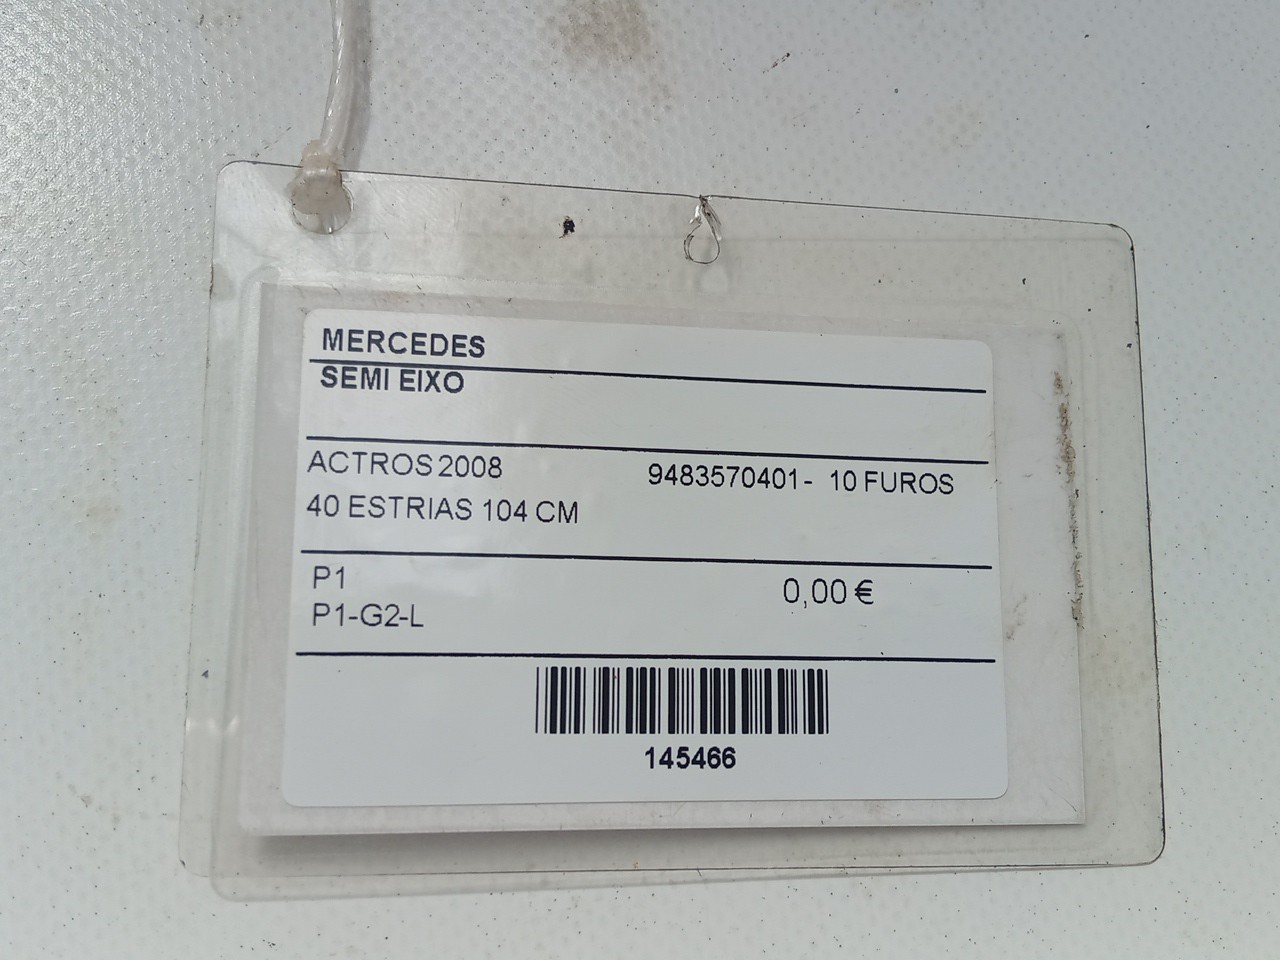 MERCEDES
SEMI EIXO
ACTROS 2008 9483570401- 10 FUROS
40 ESTRIAS 104 CM
P1 0,00 €
P1-G2-L
145466